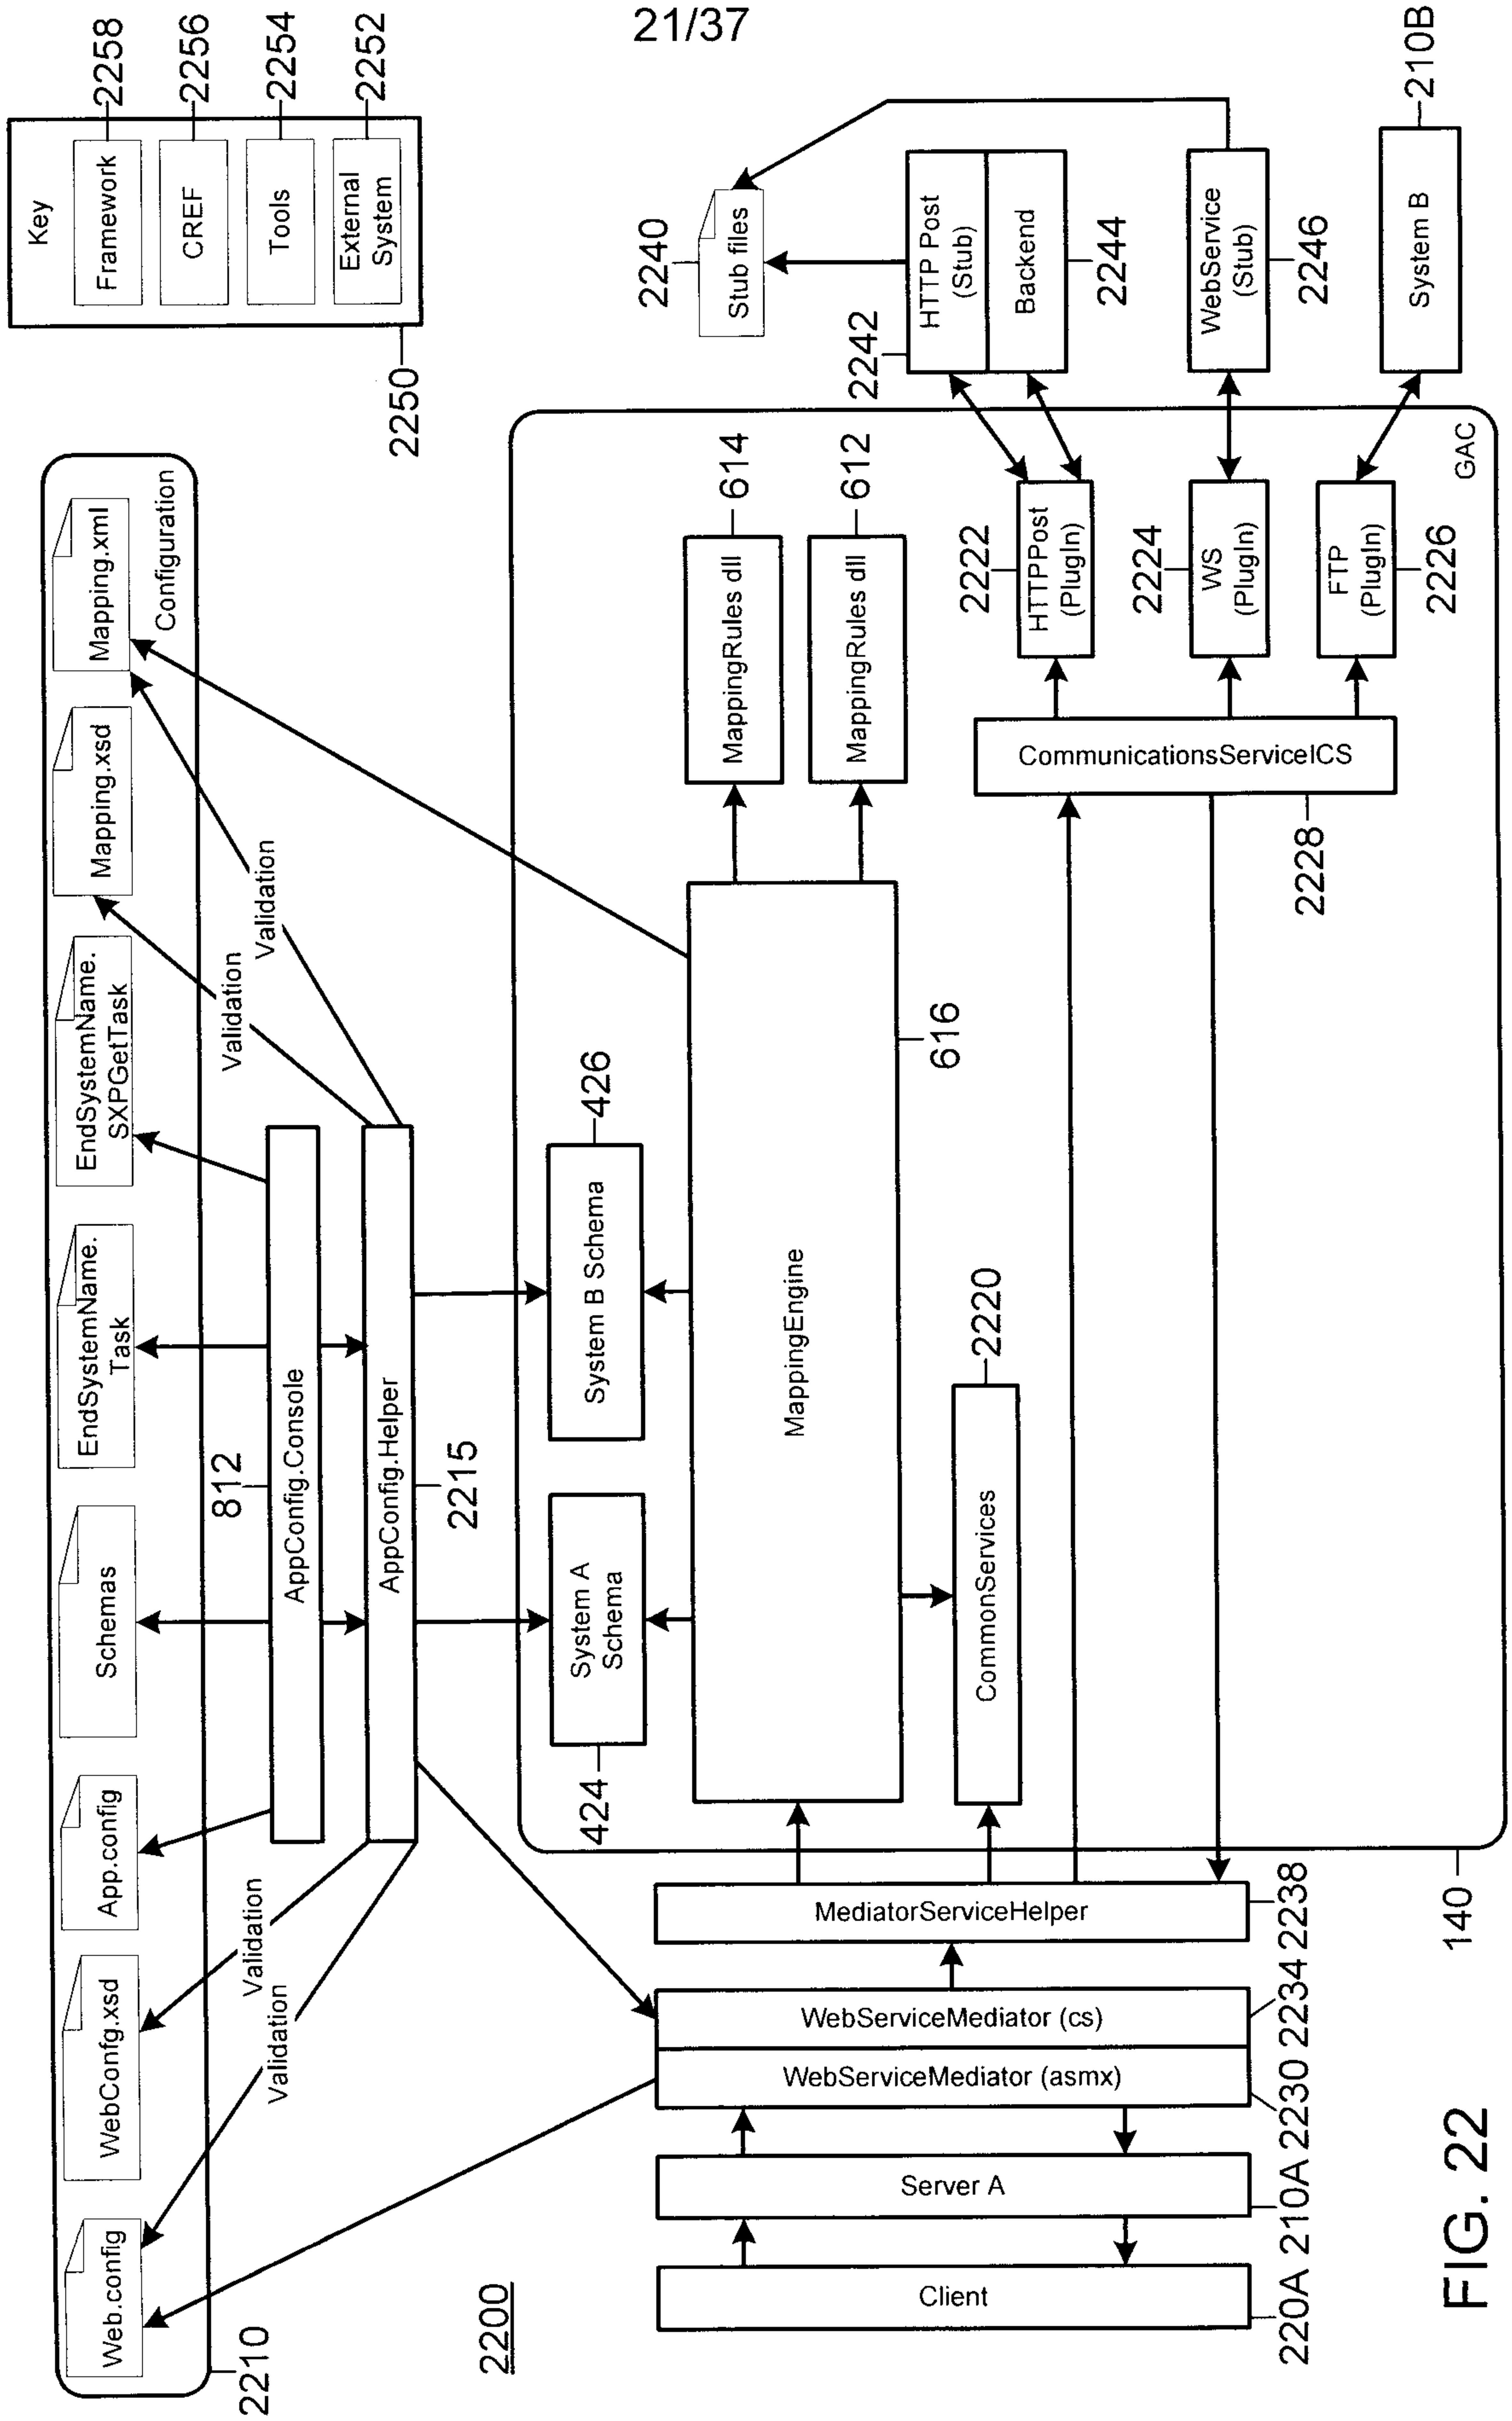 21/37
Key
Framework
2258
CREF
2256
Tools
2254
External
System
2252
2250
Web.config
WebConfg.xsd
App.config
Schemas
EndSystemName.
Task
EndSystemName.
SXPGetTask
Mapping.xsd
Mapping.xml
Configuration
2210
Validation
Validation
Validation
Validation
812
AppConfig.Console
AppConfig.Helper
2215
2200
424
System A
Schema
System B Schema
426
MappingEngine
616
MappingRules dll
614
MappingRules dll
612
CommonServices
2220
Client
220A
Server A
210A
WebServiceMediator (asmx)
2230
WebServiceMediator (cs)
2234
MediatorServiceHelper
2238
140
CommunicationsServiceICS
2228
2222
HTTPPost
(PlugIn)
2224
WS
(PlugIn)
FTP
(PlugIn)
2226
GAC
2240
Stub files
2242
HTTP Post
(Stub)
Backend
2244
WebService
(Stub)
2246
System B
210B
FIG. 22